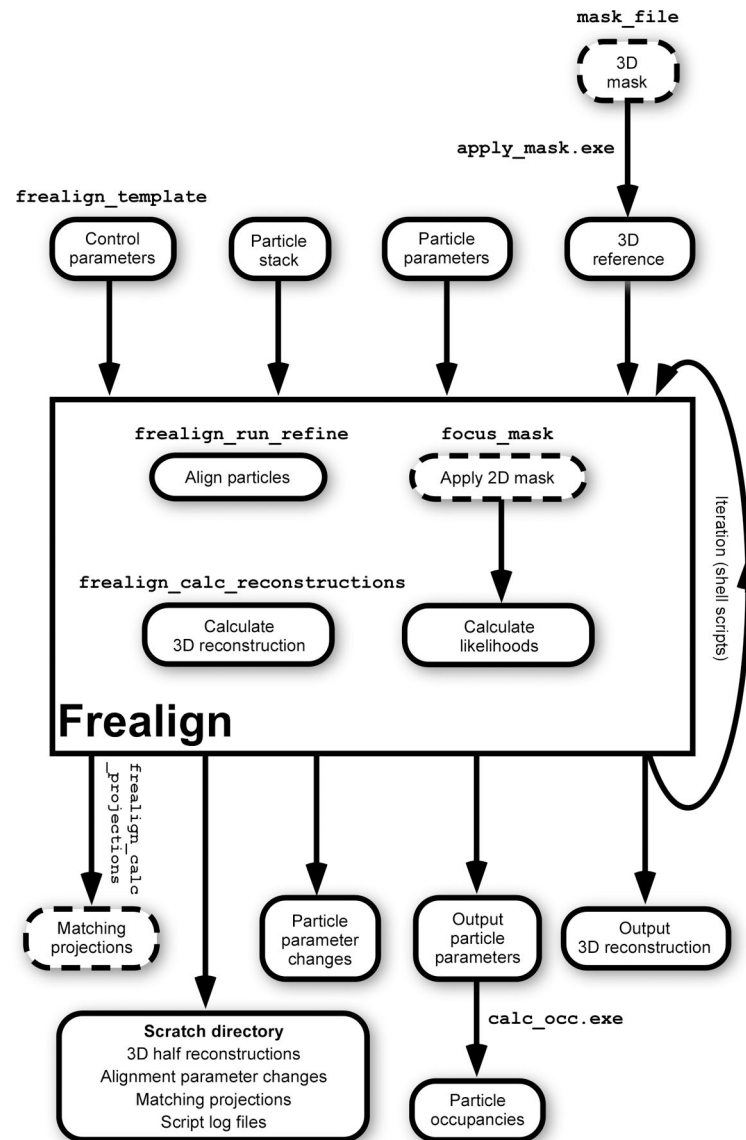 mask_file
3D
mask
apply_mask.exe
frealign_template
Control
parameters
Particle
stack
Particle
parameters
3D
reference
frealign_run_refine
focus_mask
Align particles
Apply 2D mask
frealign_calc_reconstructions
Calculate
3D reconstruction
Calculate
likelihoods
Iteration (shell scripts)
Frealign
frealign_calc
_projections
Matching
projections
Particle
parameter
changes
Output
particle
parameters
Output
3D reconstruction
calc_occ.exe
Scratch directory
3D half reconstructions
Alignment parameter changes
Matching projections
Script log files
Particle
occupancies